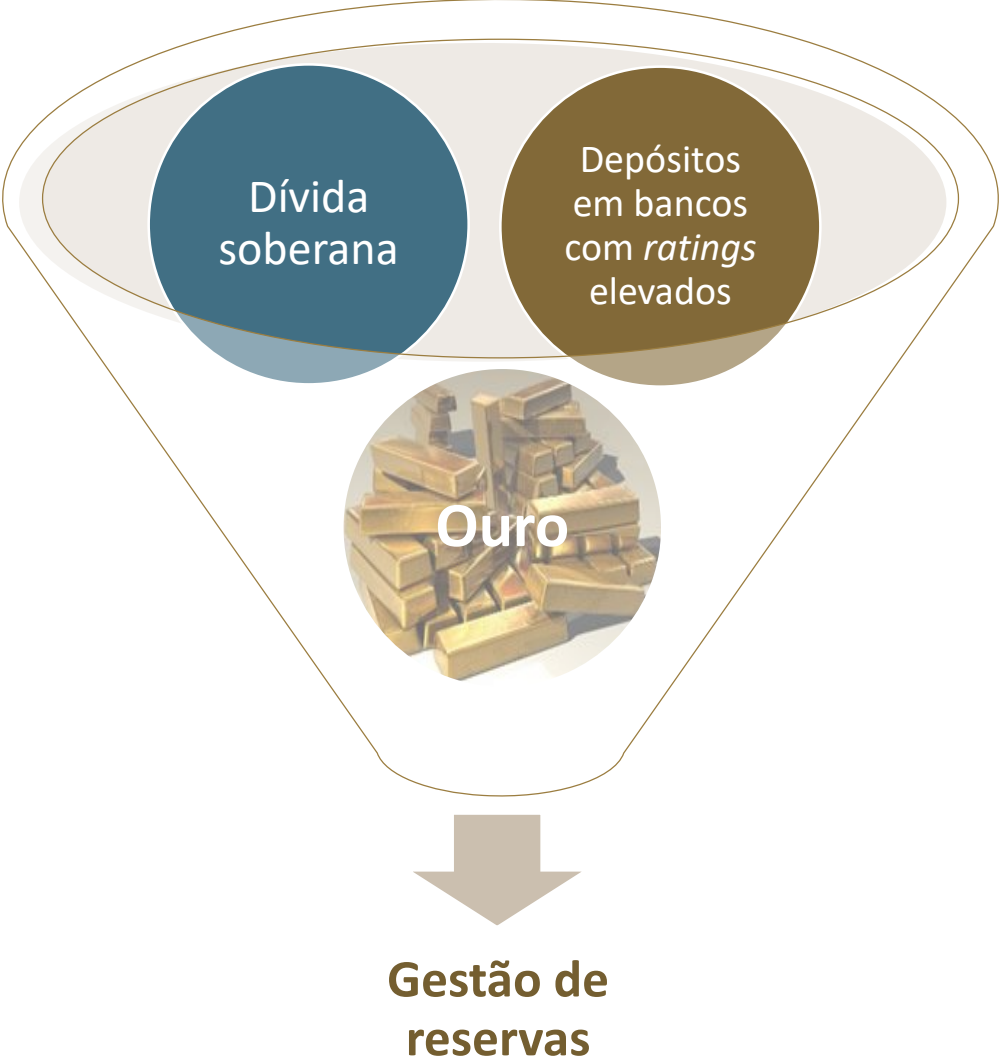 Dívida
soberana
Depósitos
em bancos
com ratings
elevados
Ouro
Gestão de
reservas